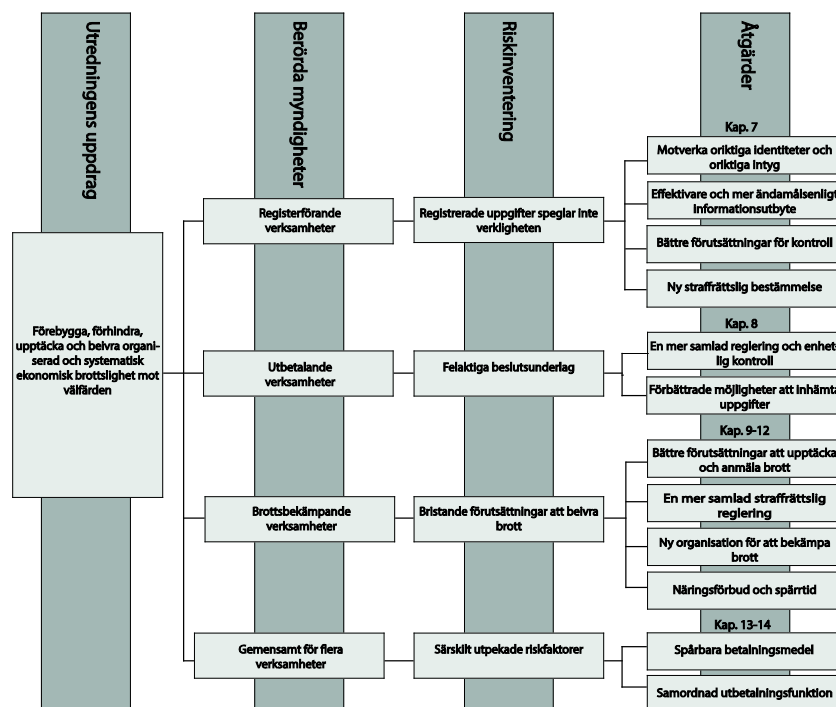 Utredningens uppdrag
Berörda myndigheter
Riskinventering
Åtgärder
Förebygga, förhindra,
upptäcka och beivra organi-
serad och systematisk
ekonomisk brottslighet mot
välfärden
Registerförande
verksamheter
Registrerade uppgifter speglar inte
verkligheten
Kap. 7
Motverka oriktiga identiteter och
oriktiga intyg
Effektivare och mer ändamålsenligt
informationsutbyte
Bättre förutsättningar för kontroll
Ny straffrättslig bestämmelse
Utbetalande
verksamheter
Felaktiga beslutsunderlag
Kap. 8
En mer samlad reglering och enhet-
lig kontroll
Förbättrade möjligheter att inhämta
uppgifter
Brottsbekämpande
verksamheter
Bristande förutsättningar att beivra
brott
Kap. 9-12
Bättre förutsättningar att upptäcka
och anmäla brott
En mer samlad straffrättslig
reglering
Ny organisation för att bekämpa
brott
Näringsförbud och spärrtid
Gemensamt för flera
verksamheter
Särskilt utpekade riskfaktorer
Kap. 13-14
Spårbara betalningsmedel
Samordnad utbetalningsfunktion